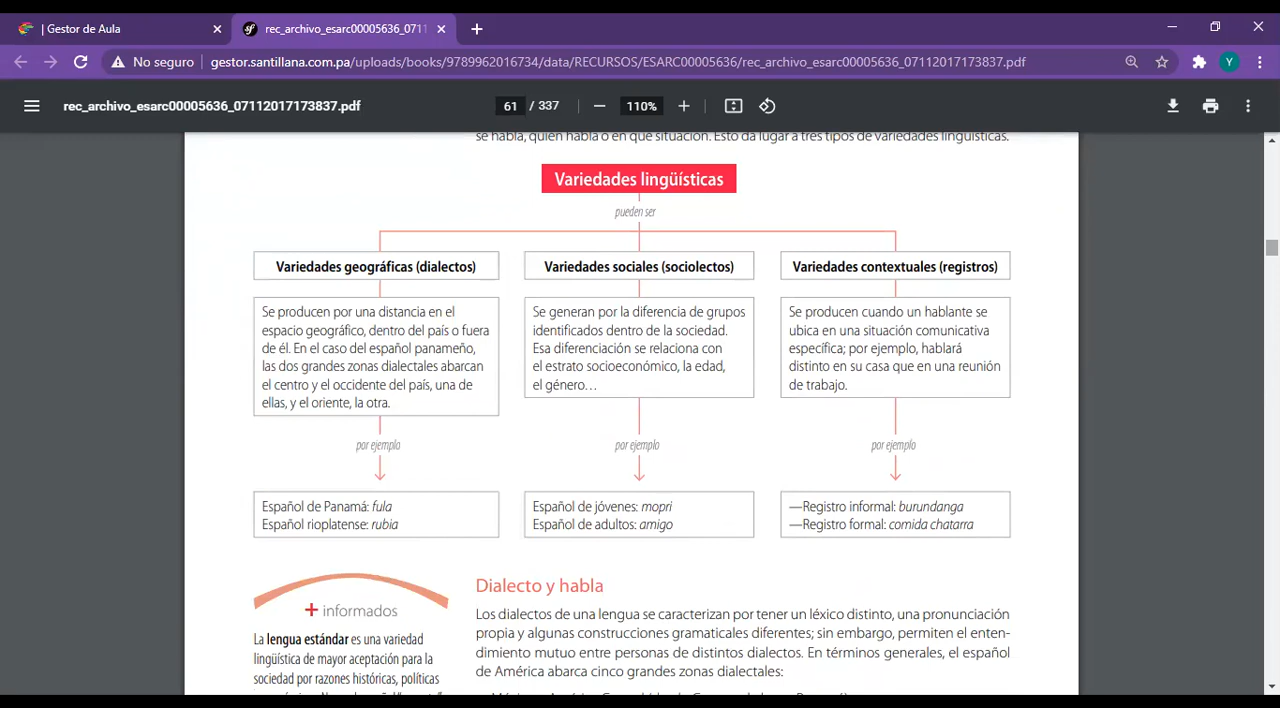 | Gestor de Aula
rec_archivo_esarc00005636_0711
No seguro
gestor.santillana.com.pa/uploads/books/9789962016734/data/RECURSOS/ESARC00005636/rec_archivo_esarc00005636_07112017173837.pdf
Y
rec_archivo_esarc00005636_07112017173837.pdf
61 / 337
110%
se habla, quién habla o en qué situación. Esto da lugar a tres tipos de variedades lingüísticas.
Variedades lingüísticas
pueden ser
Variedades geográficas (dialectos)
Se producen por una distancia en el
espacio geográfico, dentro del país o fuera
de él. En el caso del español panameño,
las dos grandes zonas dialectales abarcan
el centro y el occidente del país, una de
ellas, y el oriente, la otra.
por ejemplo
Español de Panamá: fula
Español rioplatense: rubia
Variedades sociales (sociolectos)
Se generan por la diferencia de grupos
identificados dentro de la sociedad.
Esa diferenciación se relaciona con
el estrato socioeconómico, la edad,
el género…
por ejemplo
Español de jóvenes: mopri
Español de adultos: amigo
Variedades contextuales (registros)
Se producen cuando un hablante se
ubica en una situación comunicativa
específica; por ejemplo, hablará
distinto en su casa que en una reunión
de trabajo.
por ejemplo
—Registro informal: burundanga
—Registro formal: comida chatarra
+ informados
La lengua estándar es una variedad
lingüística de mayor aceptación para la
sociedad por razones históricas, políticas
Dialecto y habla
Los dialectos de una lengua se caracterizan por tener un léxico distinto, una pronunciación
propia y algunas construcciones gramaticales diferentes; sin embargo, permiten el enten-
dimiento mutuo entre personas de distintos dialectos. En términos generales, el español
de América abarca cinco grandes zonas dialectales: